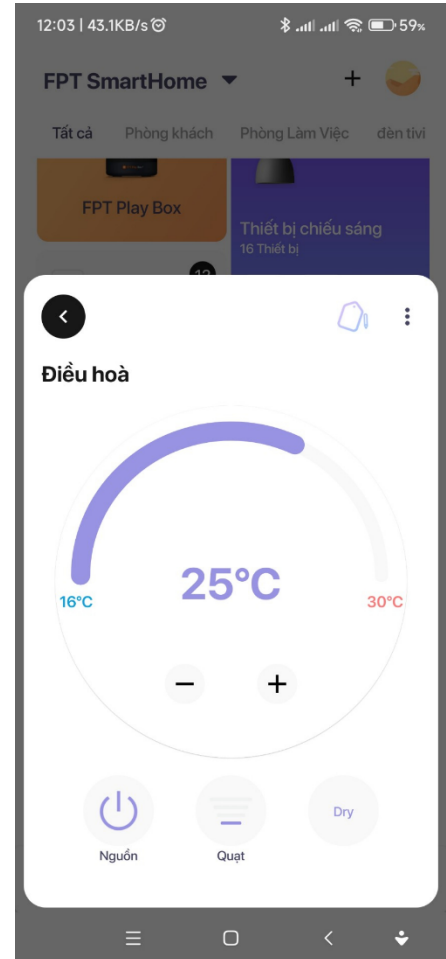 12:03 | 43.1KB/s 59%
FPT SmartHome
Tất cả Phòng khách Phòng Làm Việc đèn tivi
FPT Play Box
Thiết bị chiếu sáng
16 Thiết bị
Điều hoà
25°C
16°C 30°C
Nguồn Quạt Dry